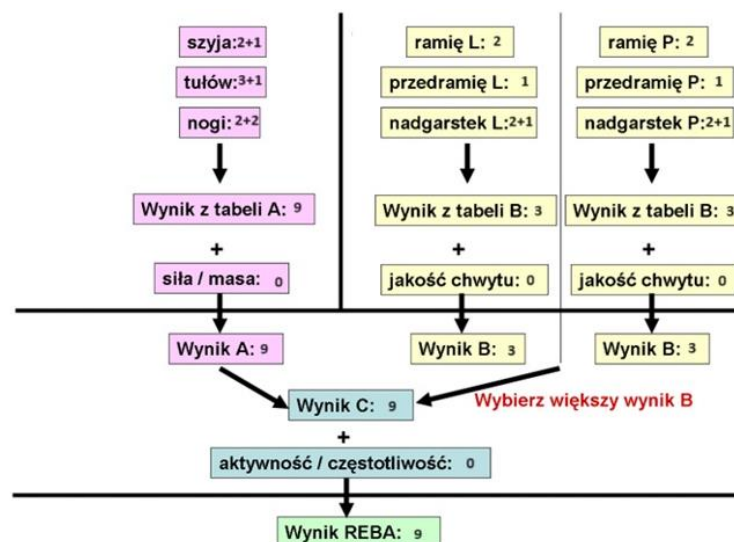 szyja:2+1
tułów:3+1
nogi:2+2
Wynik z tabeli A: 9
+
siła / masa: 0
Wynik A: 9
ramię L: 2
przedramię L: 1
nadgarstek L:2+1
Wynik z tabeli B: 3
+
jakość chwytu: 0
Wynik B: 3
ramię P: 2
przedramię P: 1
nadgarstek P:2+1
Wynik z tabeli B: 3
+
jakość chwytu: 0
Wynik B: 3
Wybierz większy wynik B
Wynik C: 9
+
aktywność / częstotliwość: 0
Wynik REBA: 9